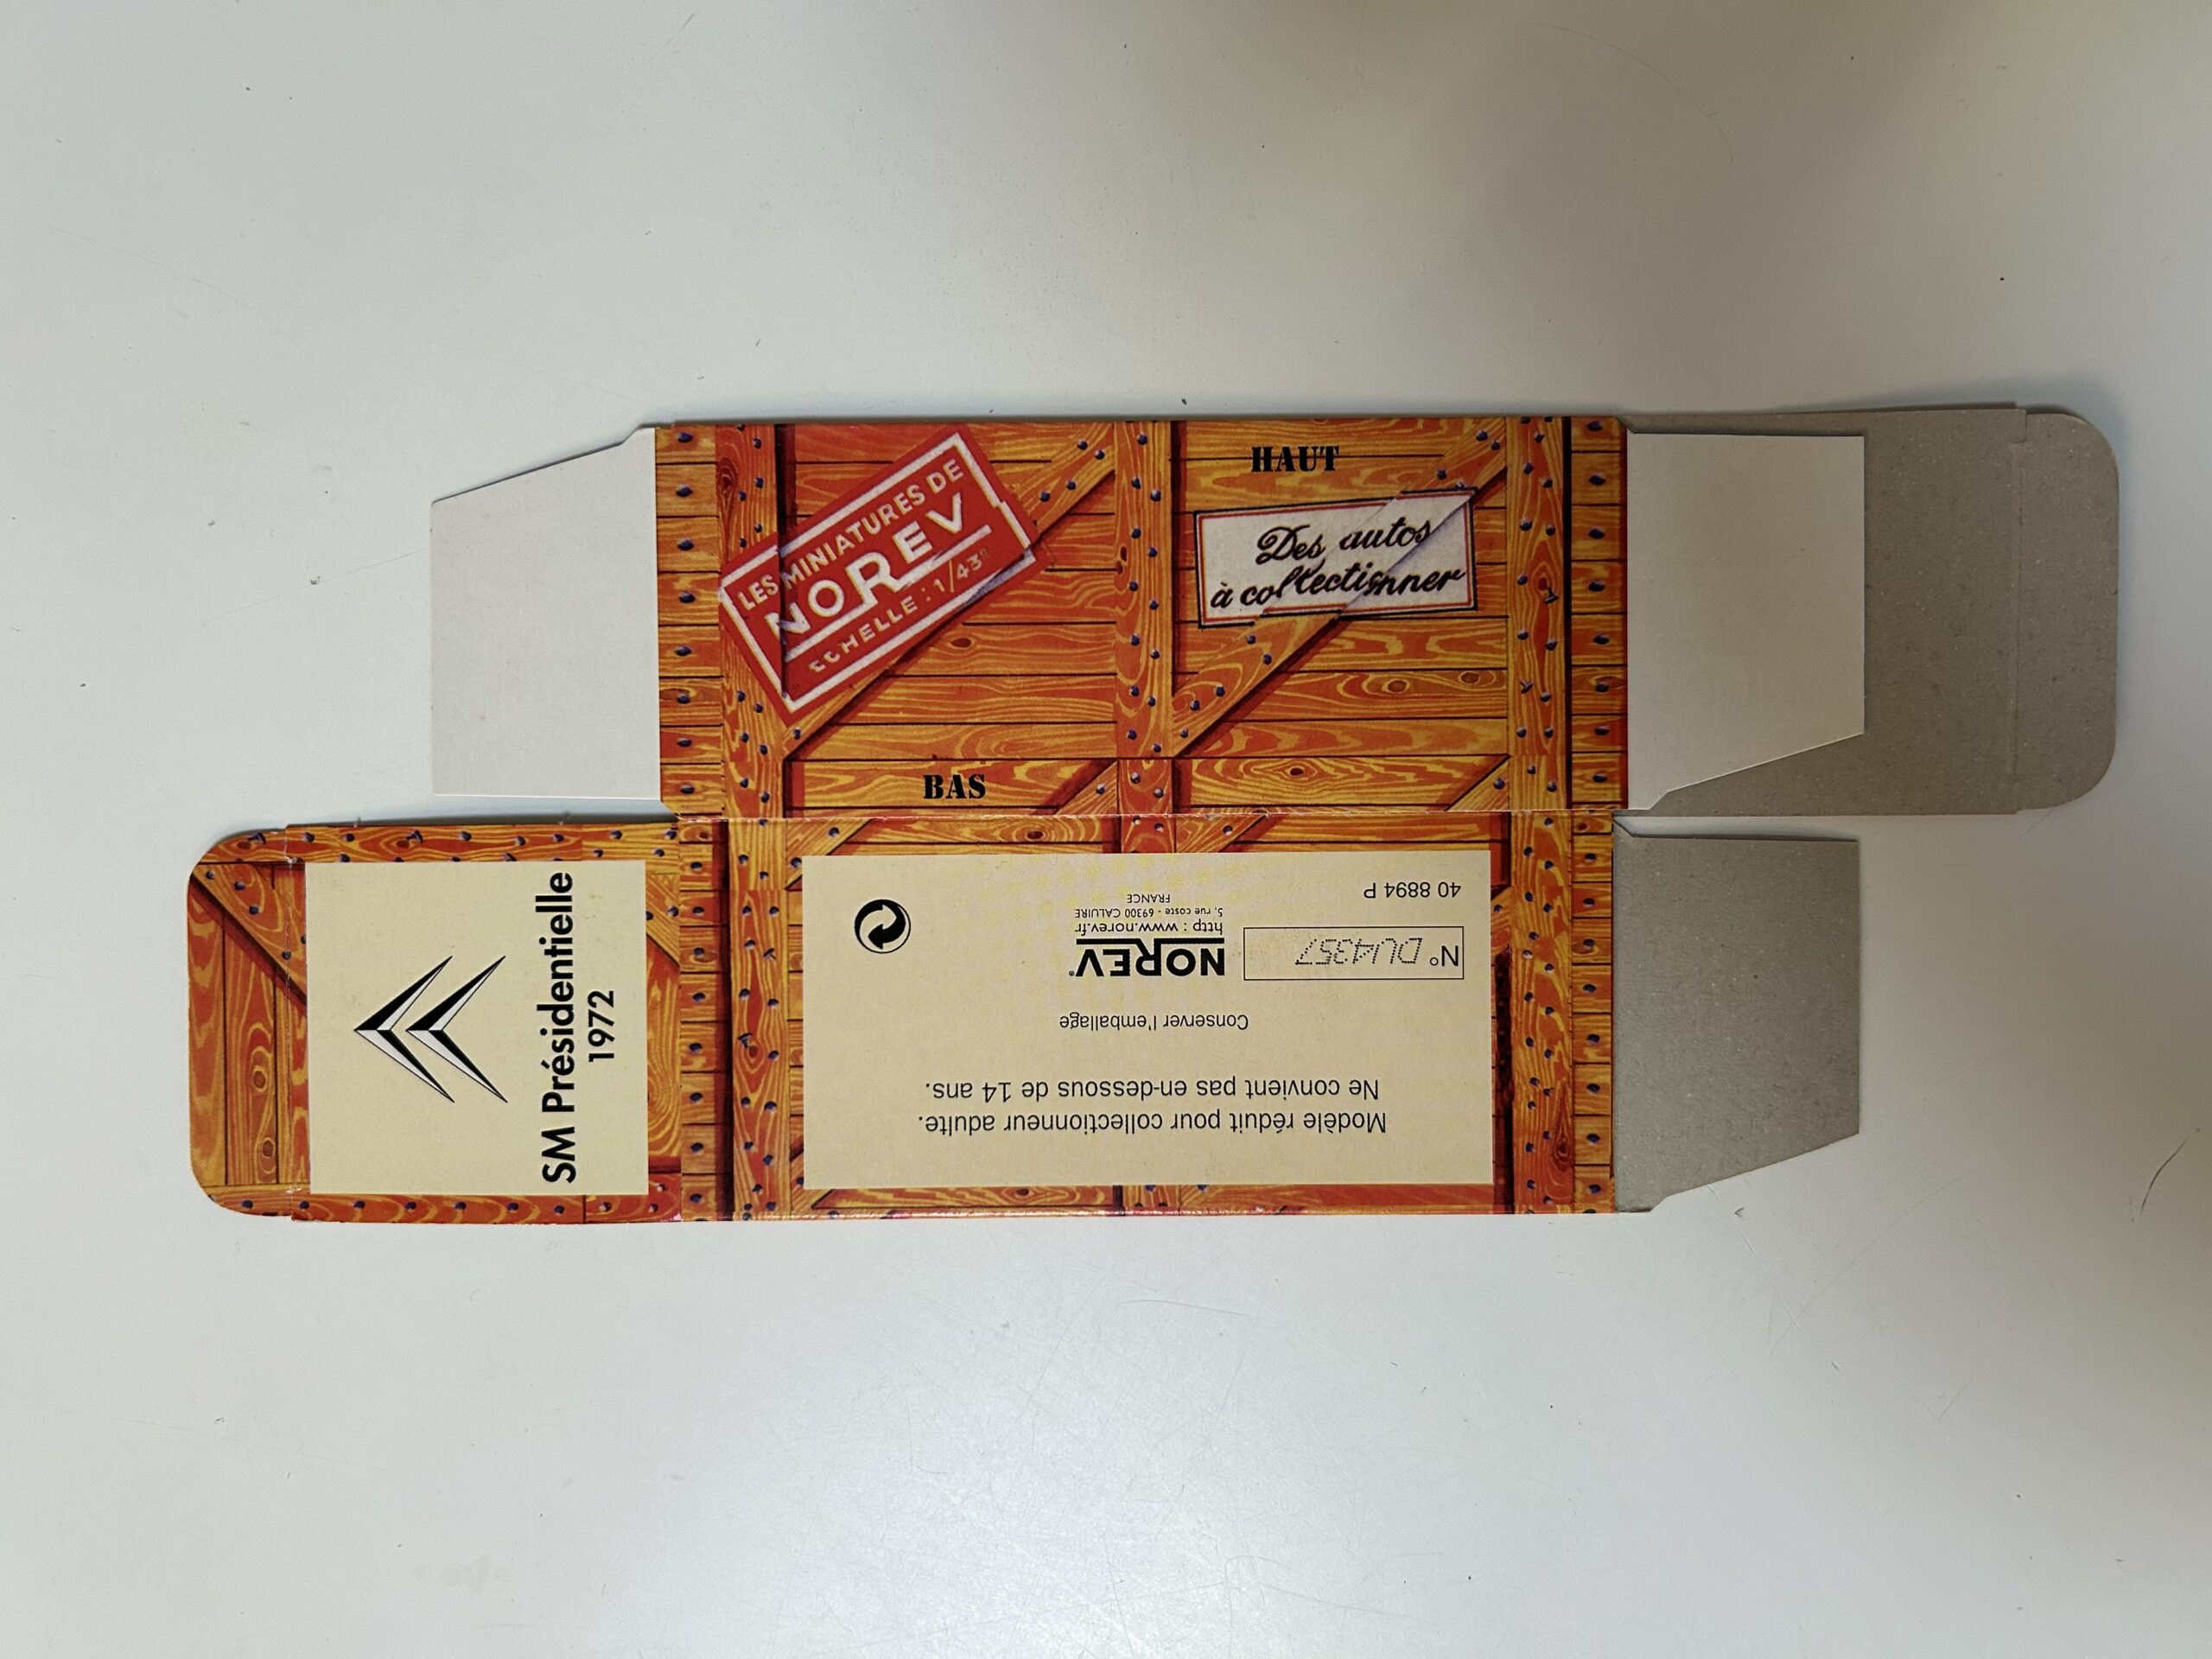 LES MINIATURES DE
NOREV
ECHELLE : 1/43e
HAUT
Des autos
à collectionner
BAS
SM Présidentielle
1972
Modèle réduit pour collectionneur adulte.
Ne convient pas en-dessous de 14 ans.
Conserver l'emballage
N° DU4357
NOREV®
http : www.norev.fr
5, rue coste - 69300 CALUIRE
FRANCE
40 8894 P